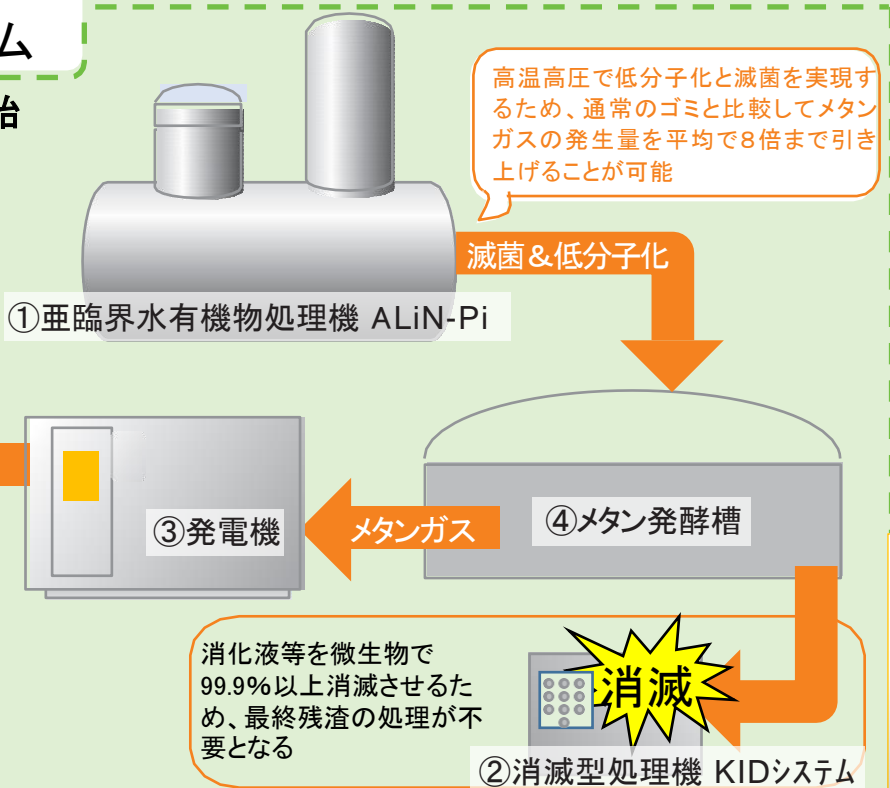 ム
始
高温高圧で低分子化と滅菌を実現す
るため、通常のゴミと比較してメタン
ガスの発生量を平均で8倍まで引き
上げることが可能
滅菌&低分子化
①亜臨界水有機物処理機 ALiN-Pi
③発電機
メタンガス
④メタン発酵槽
消化液等を微生物で
99.9%以上消滅させるた
め、最終残渣の処理が不
要となる
消滅
②消滅型処理機 KIDシステム